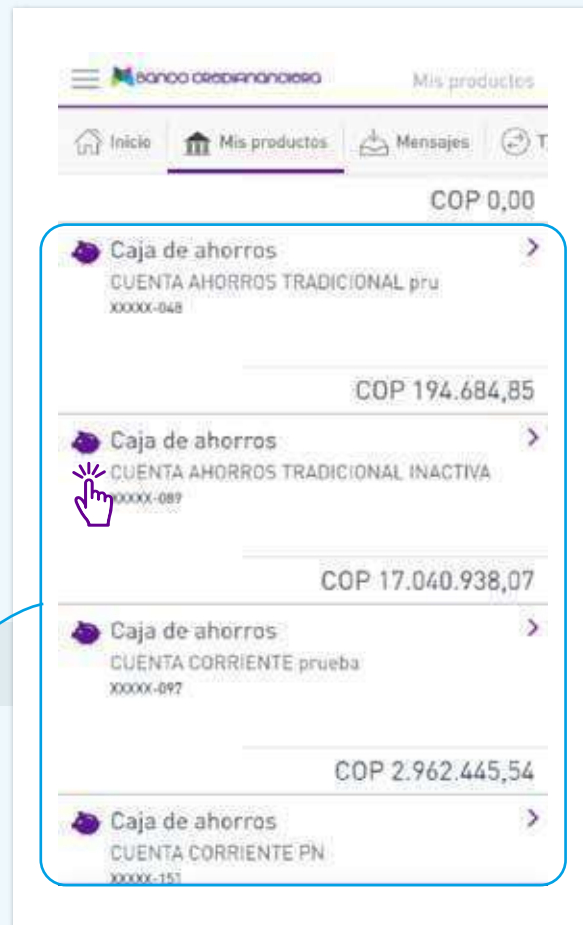 Banco credifinanciera Mis productos
Inicio Mis productos Mensajes T
COP 0,00
Caja de ahorros
CUENTA AHORROS TRADICIONAL pru
XXXXX-048
COP 194.684,85
Caja de ahorros
CUENTA AHORROS TRADICIONAL INACTIVA
XXXXX-089
COP 17.040.938,07
Caja de ahorros
CUENTA CORRIENTE prueba
XXXXX-097
COP 2.962.445,54
Caja de ahorros
CUENTA CORRIENTE PN
XXXXX-151